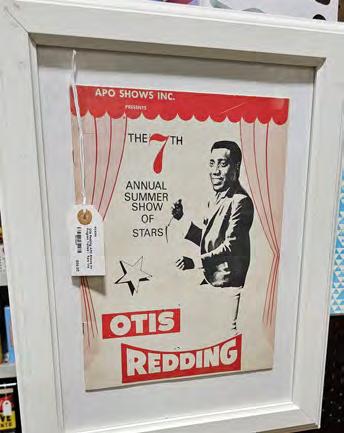 APO SHOWS INC.
PRESENTS
THE 7TH
ANNUAL
SUMMER
SHOW
OF
STARS
OTIS
REDDING